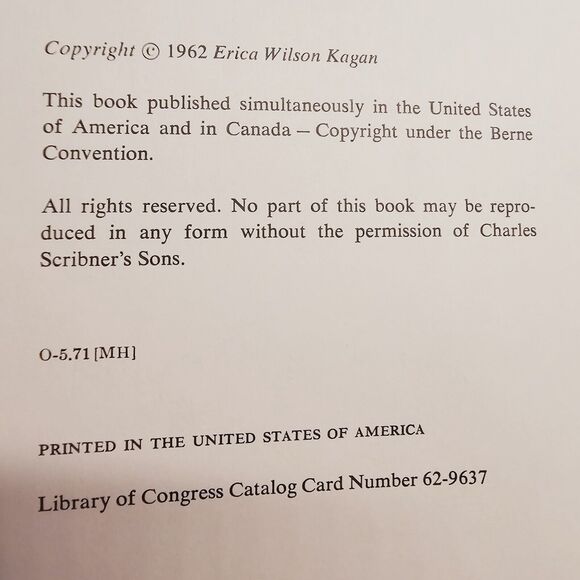 Copyright © 1962 Erica Wilson Kagan
This book published simultaneously in the United States
of America and in Canada – Copyright under the Berne
Convention.
All rights reserved. No part of this book may be repro-
duced in any form without the permission of Charles
Scribner's Sons.
O-5.71 [MH]
PRINTED IN THE UNITED STATES OF AMERICA
Library of Congress Catalog Card Number 62-9637